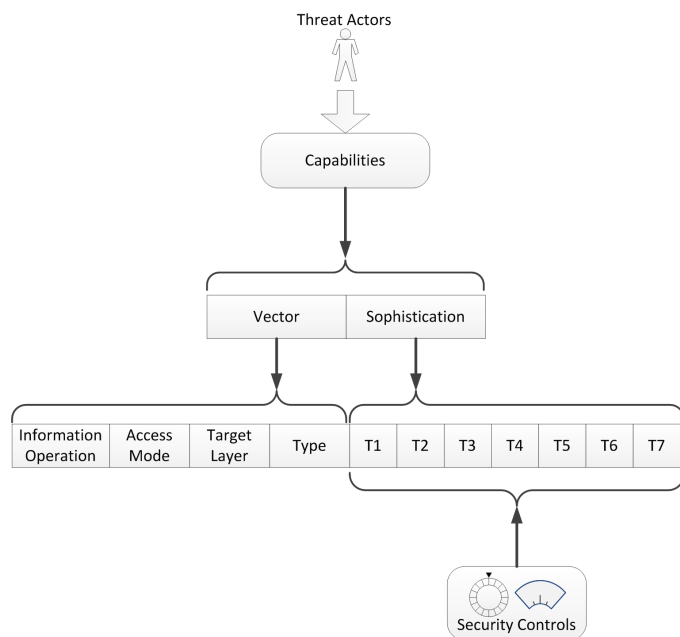 Threat Actors
Capabilities
Vector
Sophistication
Information
Operation
Access
Mode
Target
Layer
Type
T1
T2
T3
T4
T5
T6
T7
Security Controls